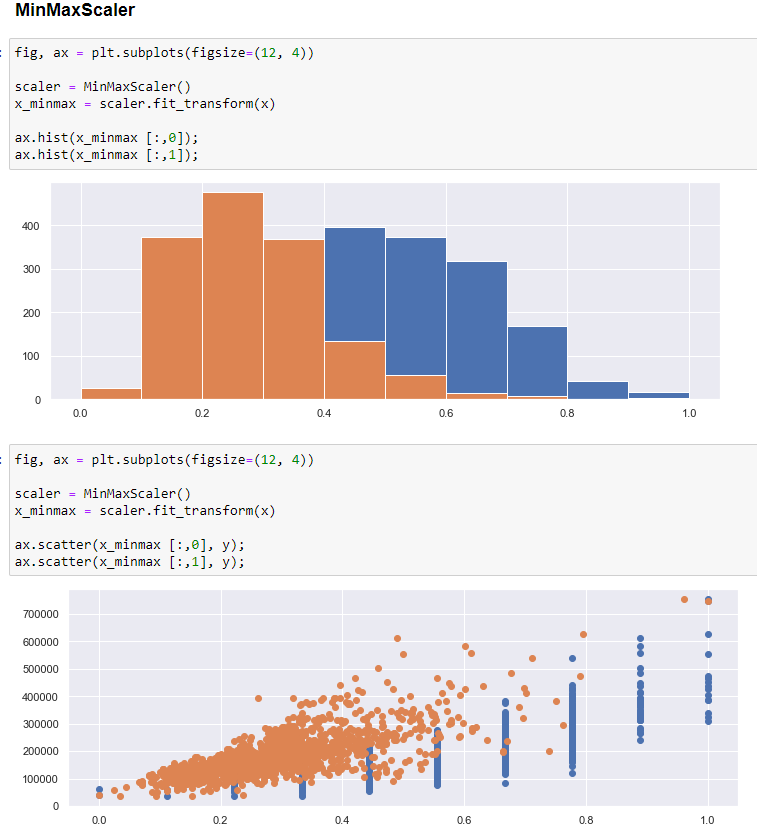 MinMaxScaler
: fig, ax = plt.subplots(figsize=(12, 4))
scaler = MinMaxScaler()
x_minmax = scaler.fit_transform(x)
ax.hist(x_minmax [:,0]);
ax.hist(x_minmax [:,1]);
400
300
200
100
0
0.0 0.2 0.4 0.6 0.8 1.0
: fig, ax = plt.subplots(figsize=(12, 4))
scaler = MinMaxScaler()
x_minmax = scaler.fit_transform(x)
ax.scatter(x_minmax [:,0], y);
ax.scatter(x_minmax [:,1], y);
700000
600000
500000
400000
300000
200000
100000
0
0.0 0.2 0.4 0.6 0.8 1.0